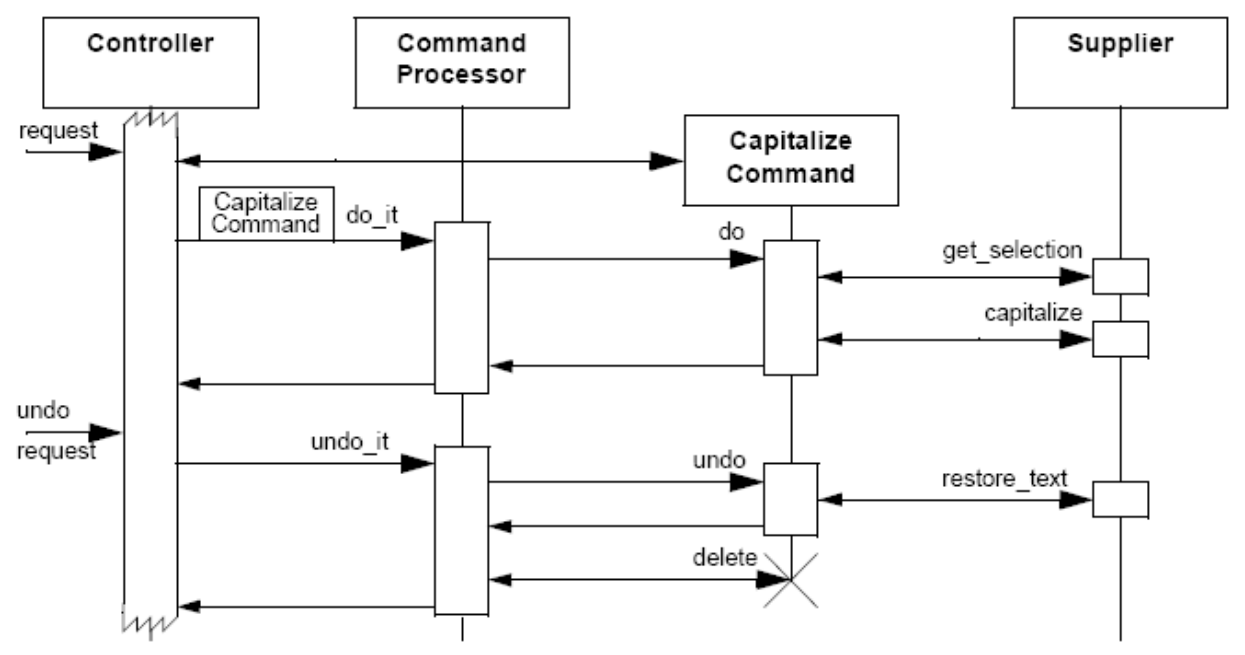 Controller
Command
Processor
Supplier
request
Capitalize
Command
Capitalize
Command
do_it
do
get_selection
capitalize
undo
request
undo_it
undo
restore_text
delete